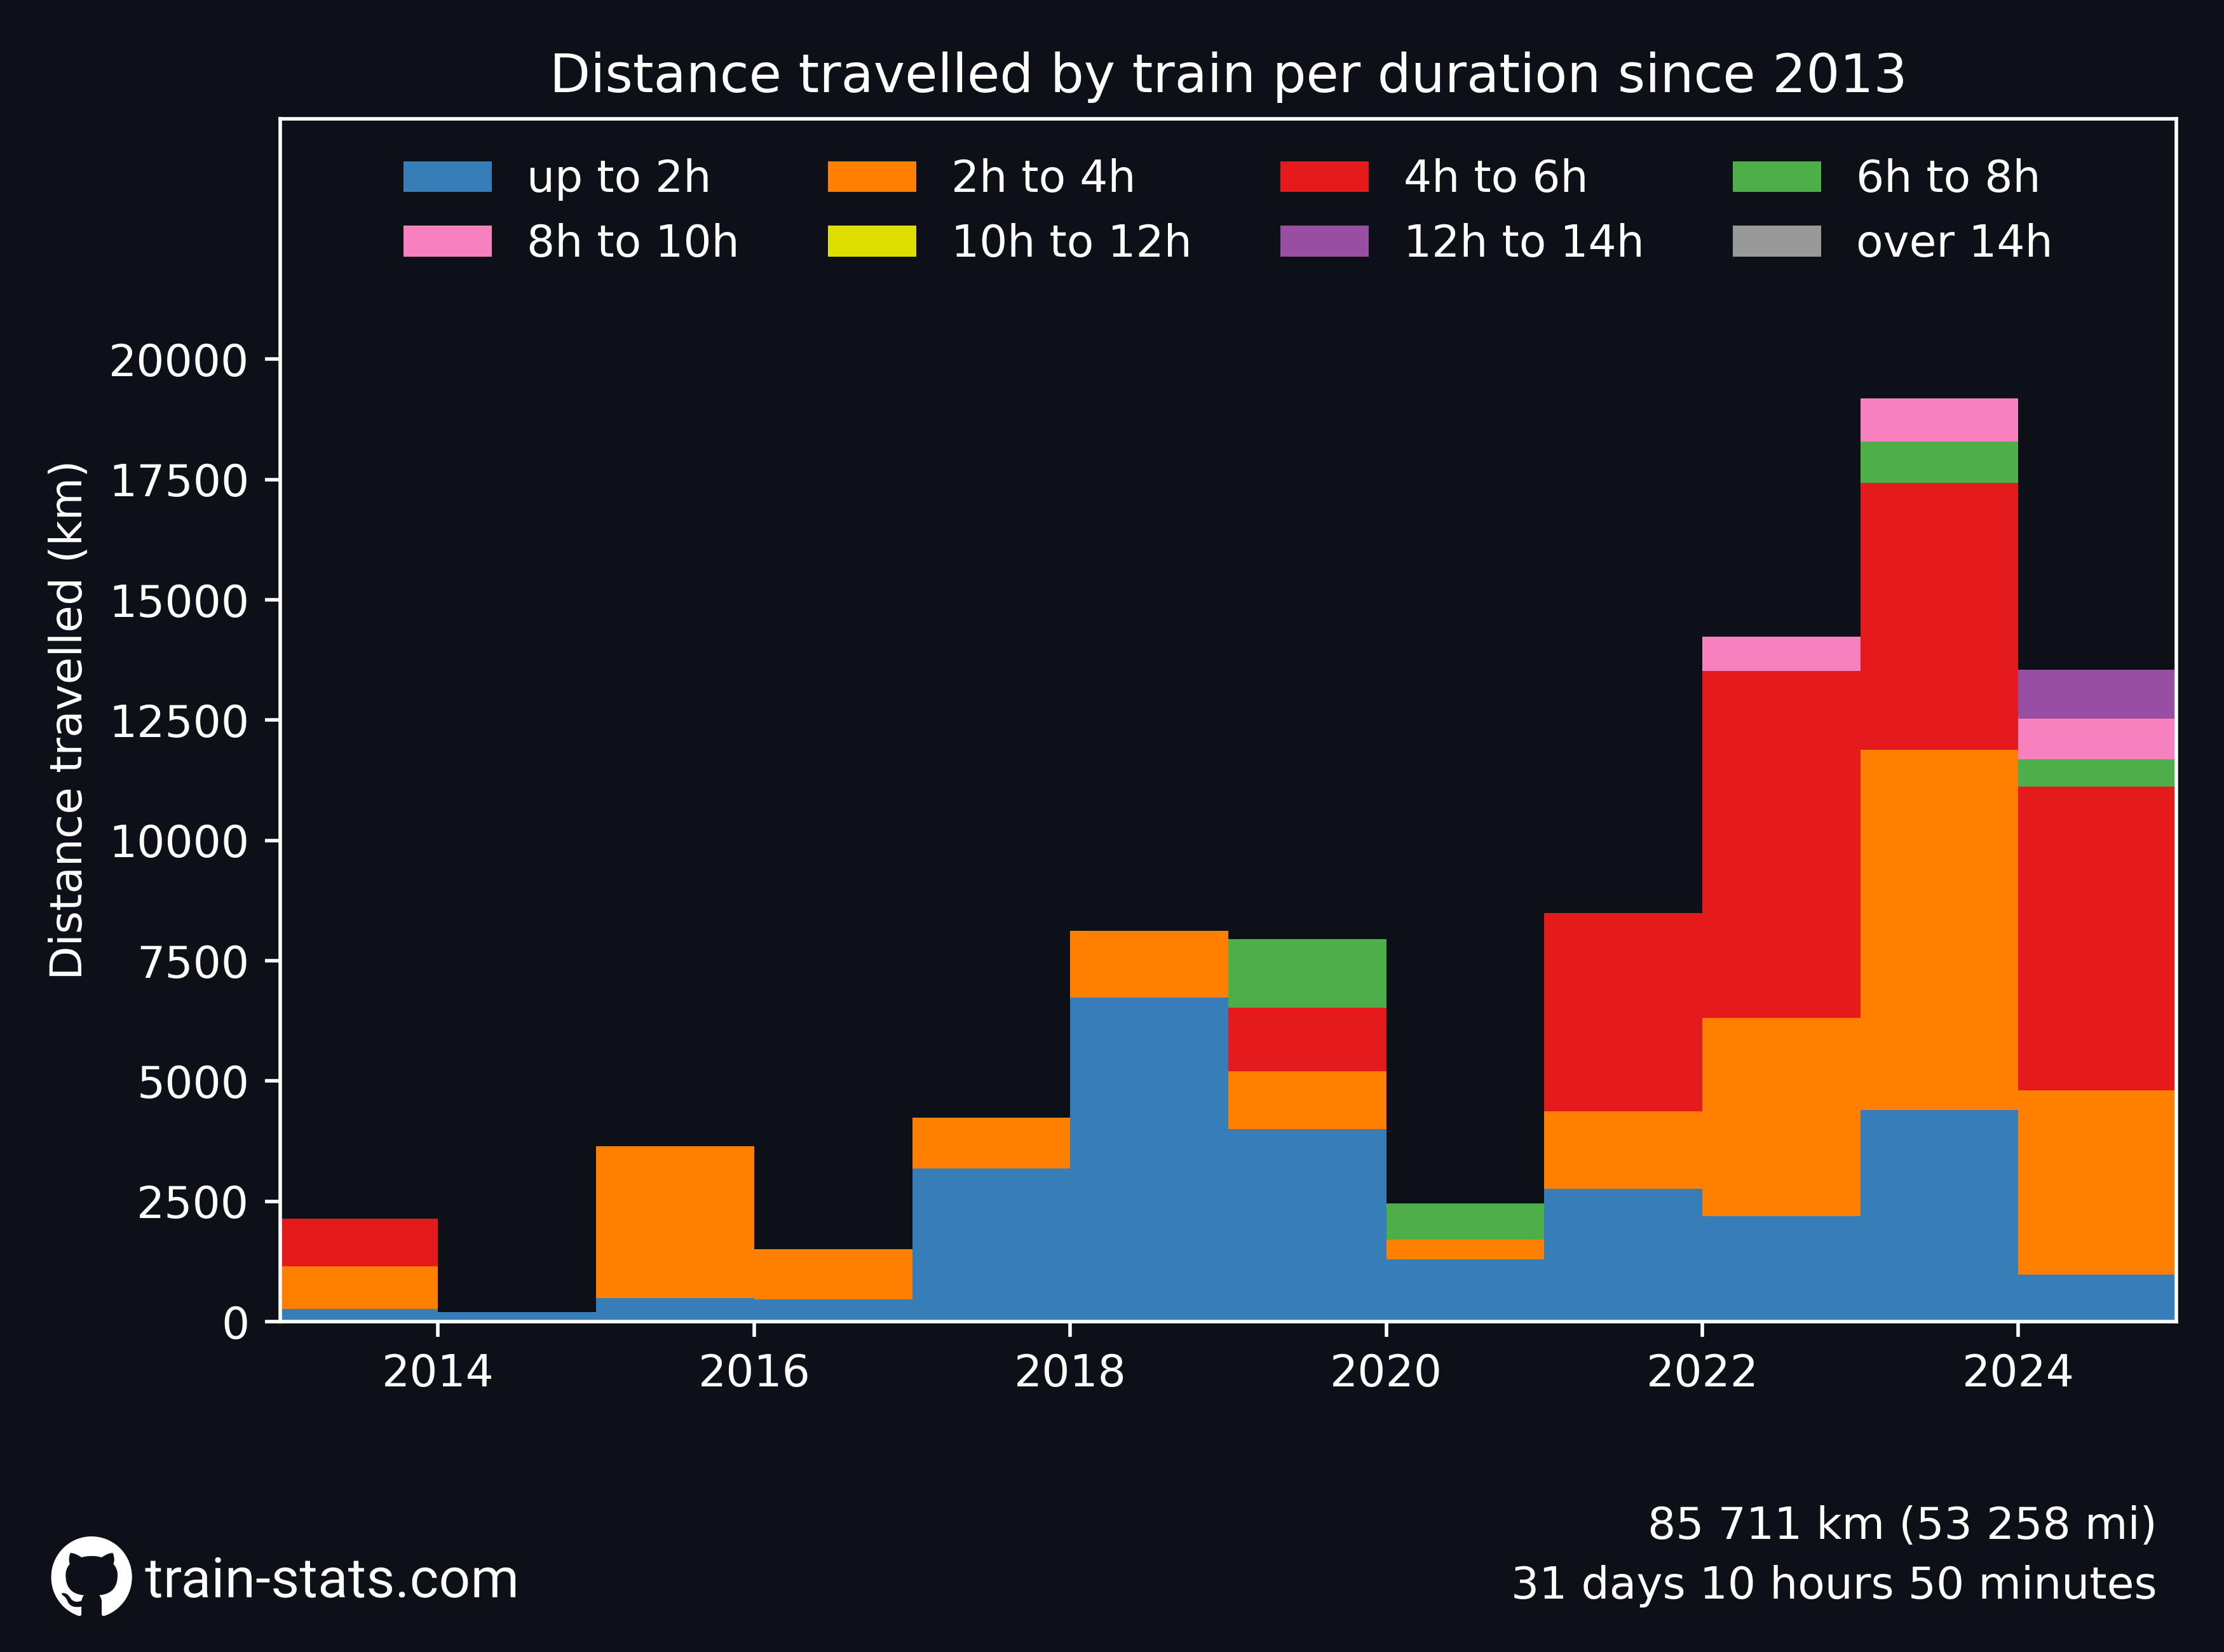 Distance travelled by train per duration since 2013
up to 2h 2h to 4h 4h to 6h 6h to 8h
8h to 10h 10h to 12h 12h to 14h over 14h
Distance travelled (km)
20000
17500
15000
12500
10000
7500
5000
2500
0
2014 2016 2018 2020 2022 2024
85 711 km (53 258 mi)
train-stats.com
31 days 10 hours 50 minutes